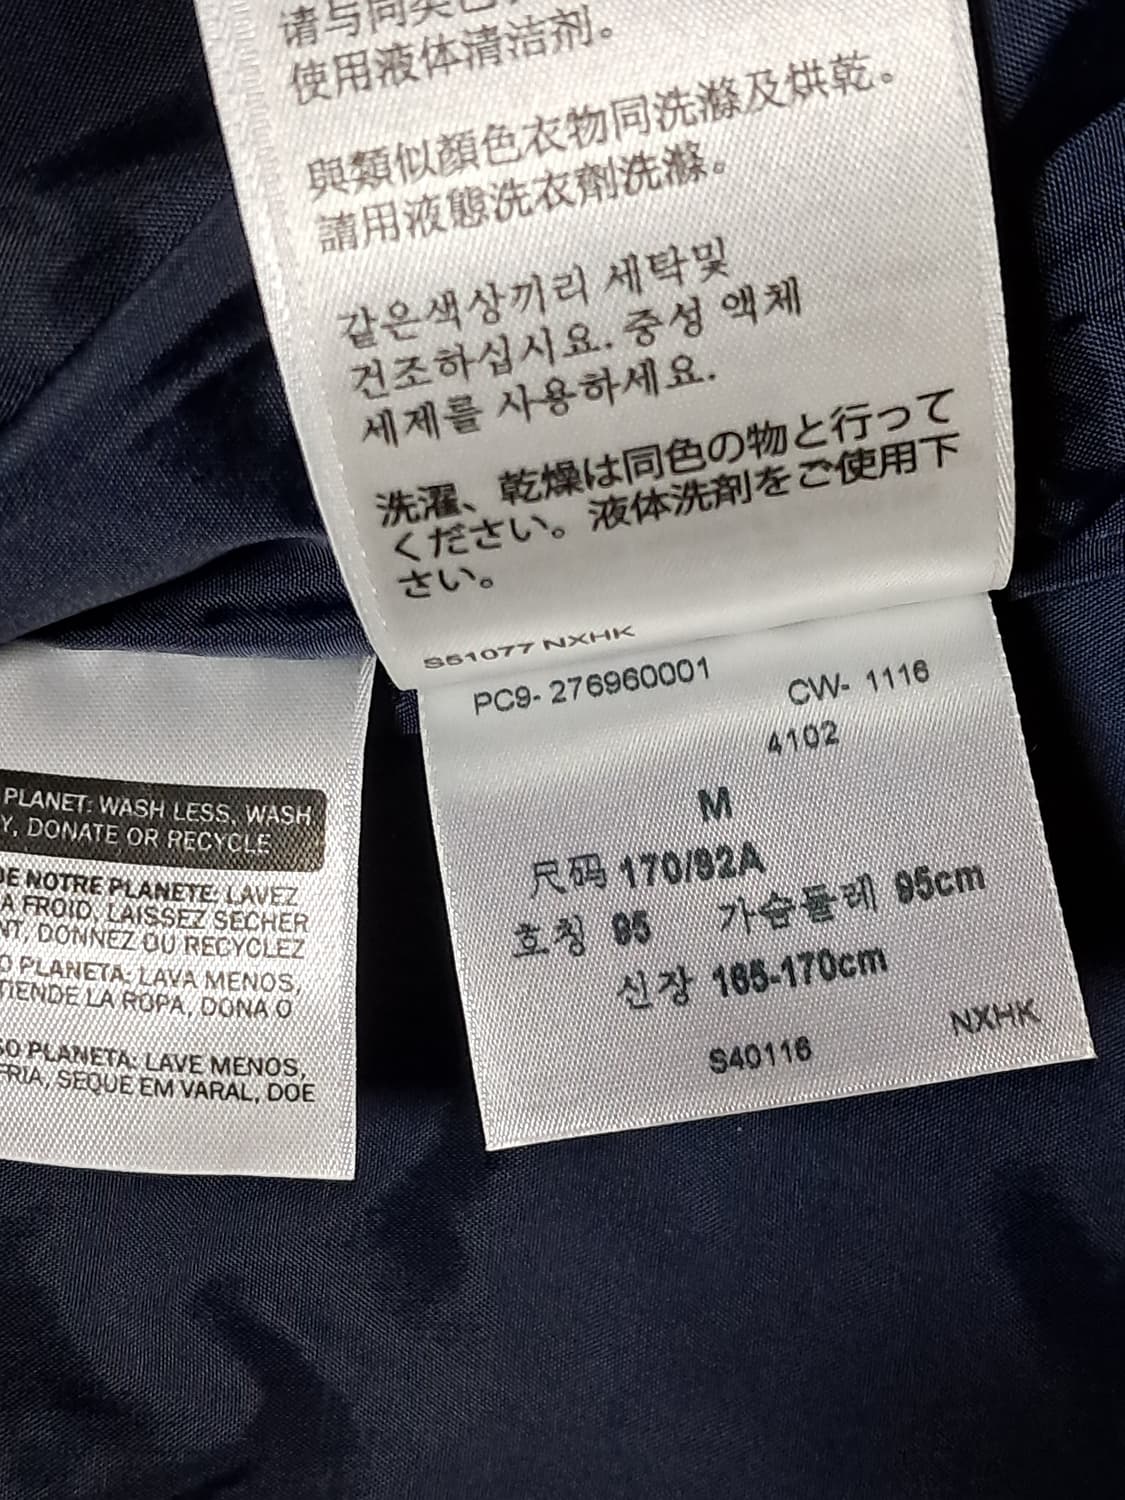 请与同类色
使用液体清洁剂。
與類似顏色衣物同洗滌及烘乾。
請用液態洗衣劑洗滌。
같은색상끼리 세탁및
건조하십시요. 중성 액체
세제를 사용하세요.
洗濯、乾燥は同色の物と行って
ください。液体洗剤をご使用下
さい。
S51077 NXHK
PC9- 276960001
CW- 1116
4102
M
尺码 170/92A
호칭 95 가슴둘레 95cm
신장 165-170cm
NXHK
S40116
PLANET: WASH LESS, WASH
Y, DONATE OR RECYCLE
DE NOTRE PLANETE: LAVEZ
A FROID, LAISSEZ SECHER
NT, DONNEZ OU RECYCLEZ
O PLANETA: LAVA MENOS,
TIENDE LA ROPA, DONA O
SO PLANETA: LAVE MENOS,
FRIA, SEQUE EM VARAL, DOE